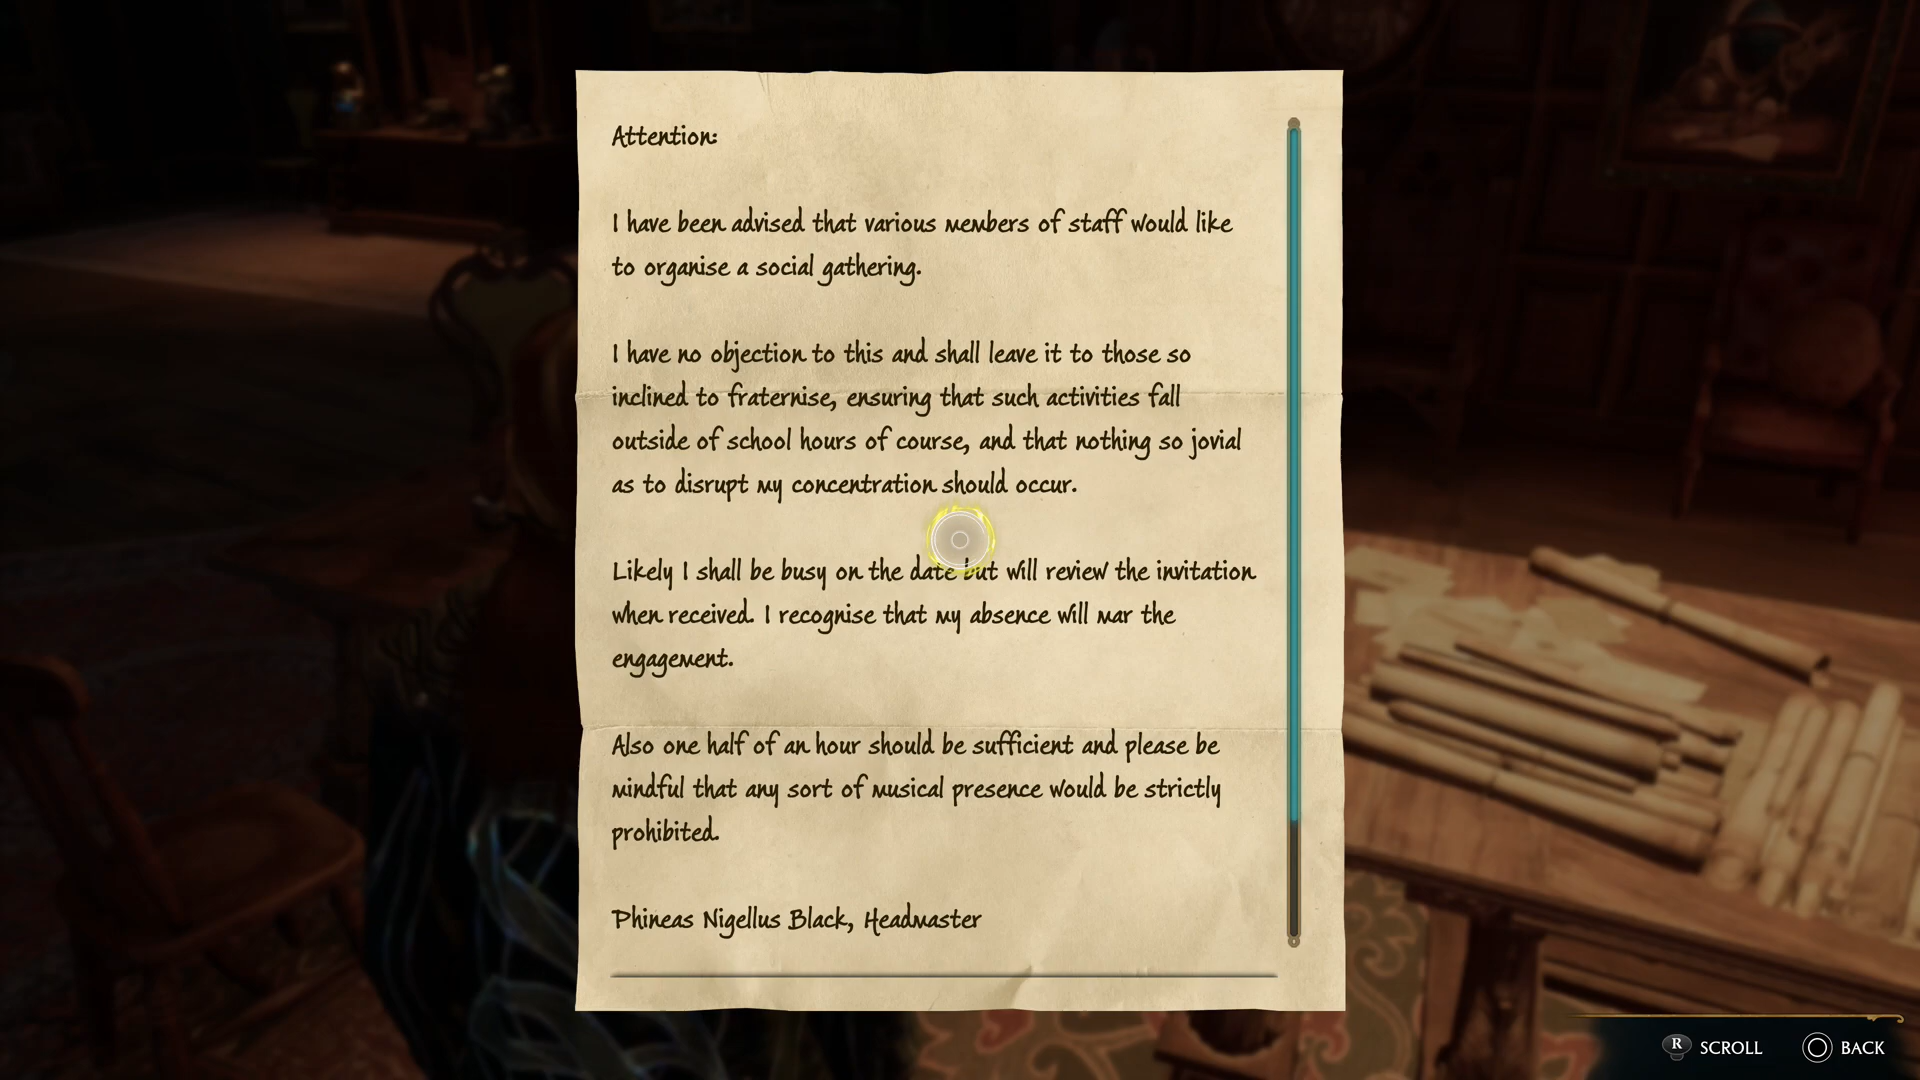 Attention:
I have been advised that various members of staff would like
to organise a social gathering.
I have no objection to this and shall leave it to those so
inclined to fraternise, ensuring that such activities fall
outside of school hours of course, and that nothing so jovial
as to disrupt my concentration should occur.
Likely I shall be busy on the date but will review the invitation
when received. I recognise that my absence will mar the
engagement.
Also one half of an hour should be sufficient and please be
mindful that any sort of musical presence would be strictly
prohibited.
Phineas Nigellus Black, Headmaster
R SCROLL
BACK